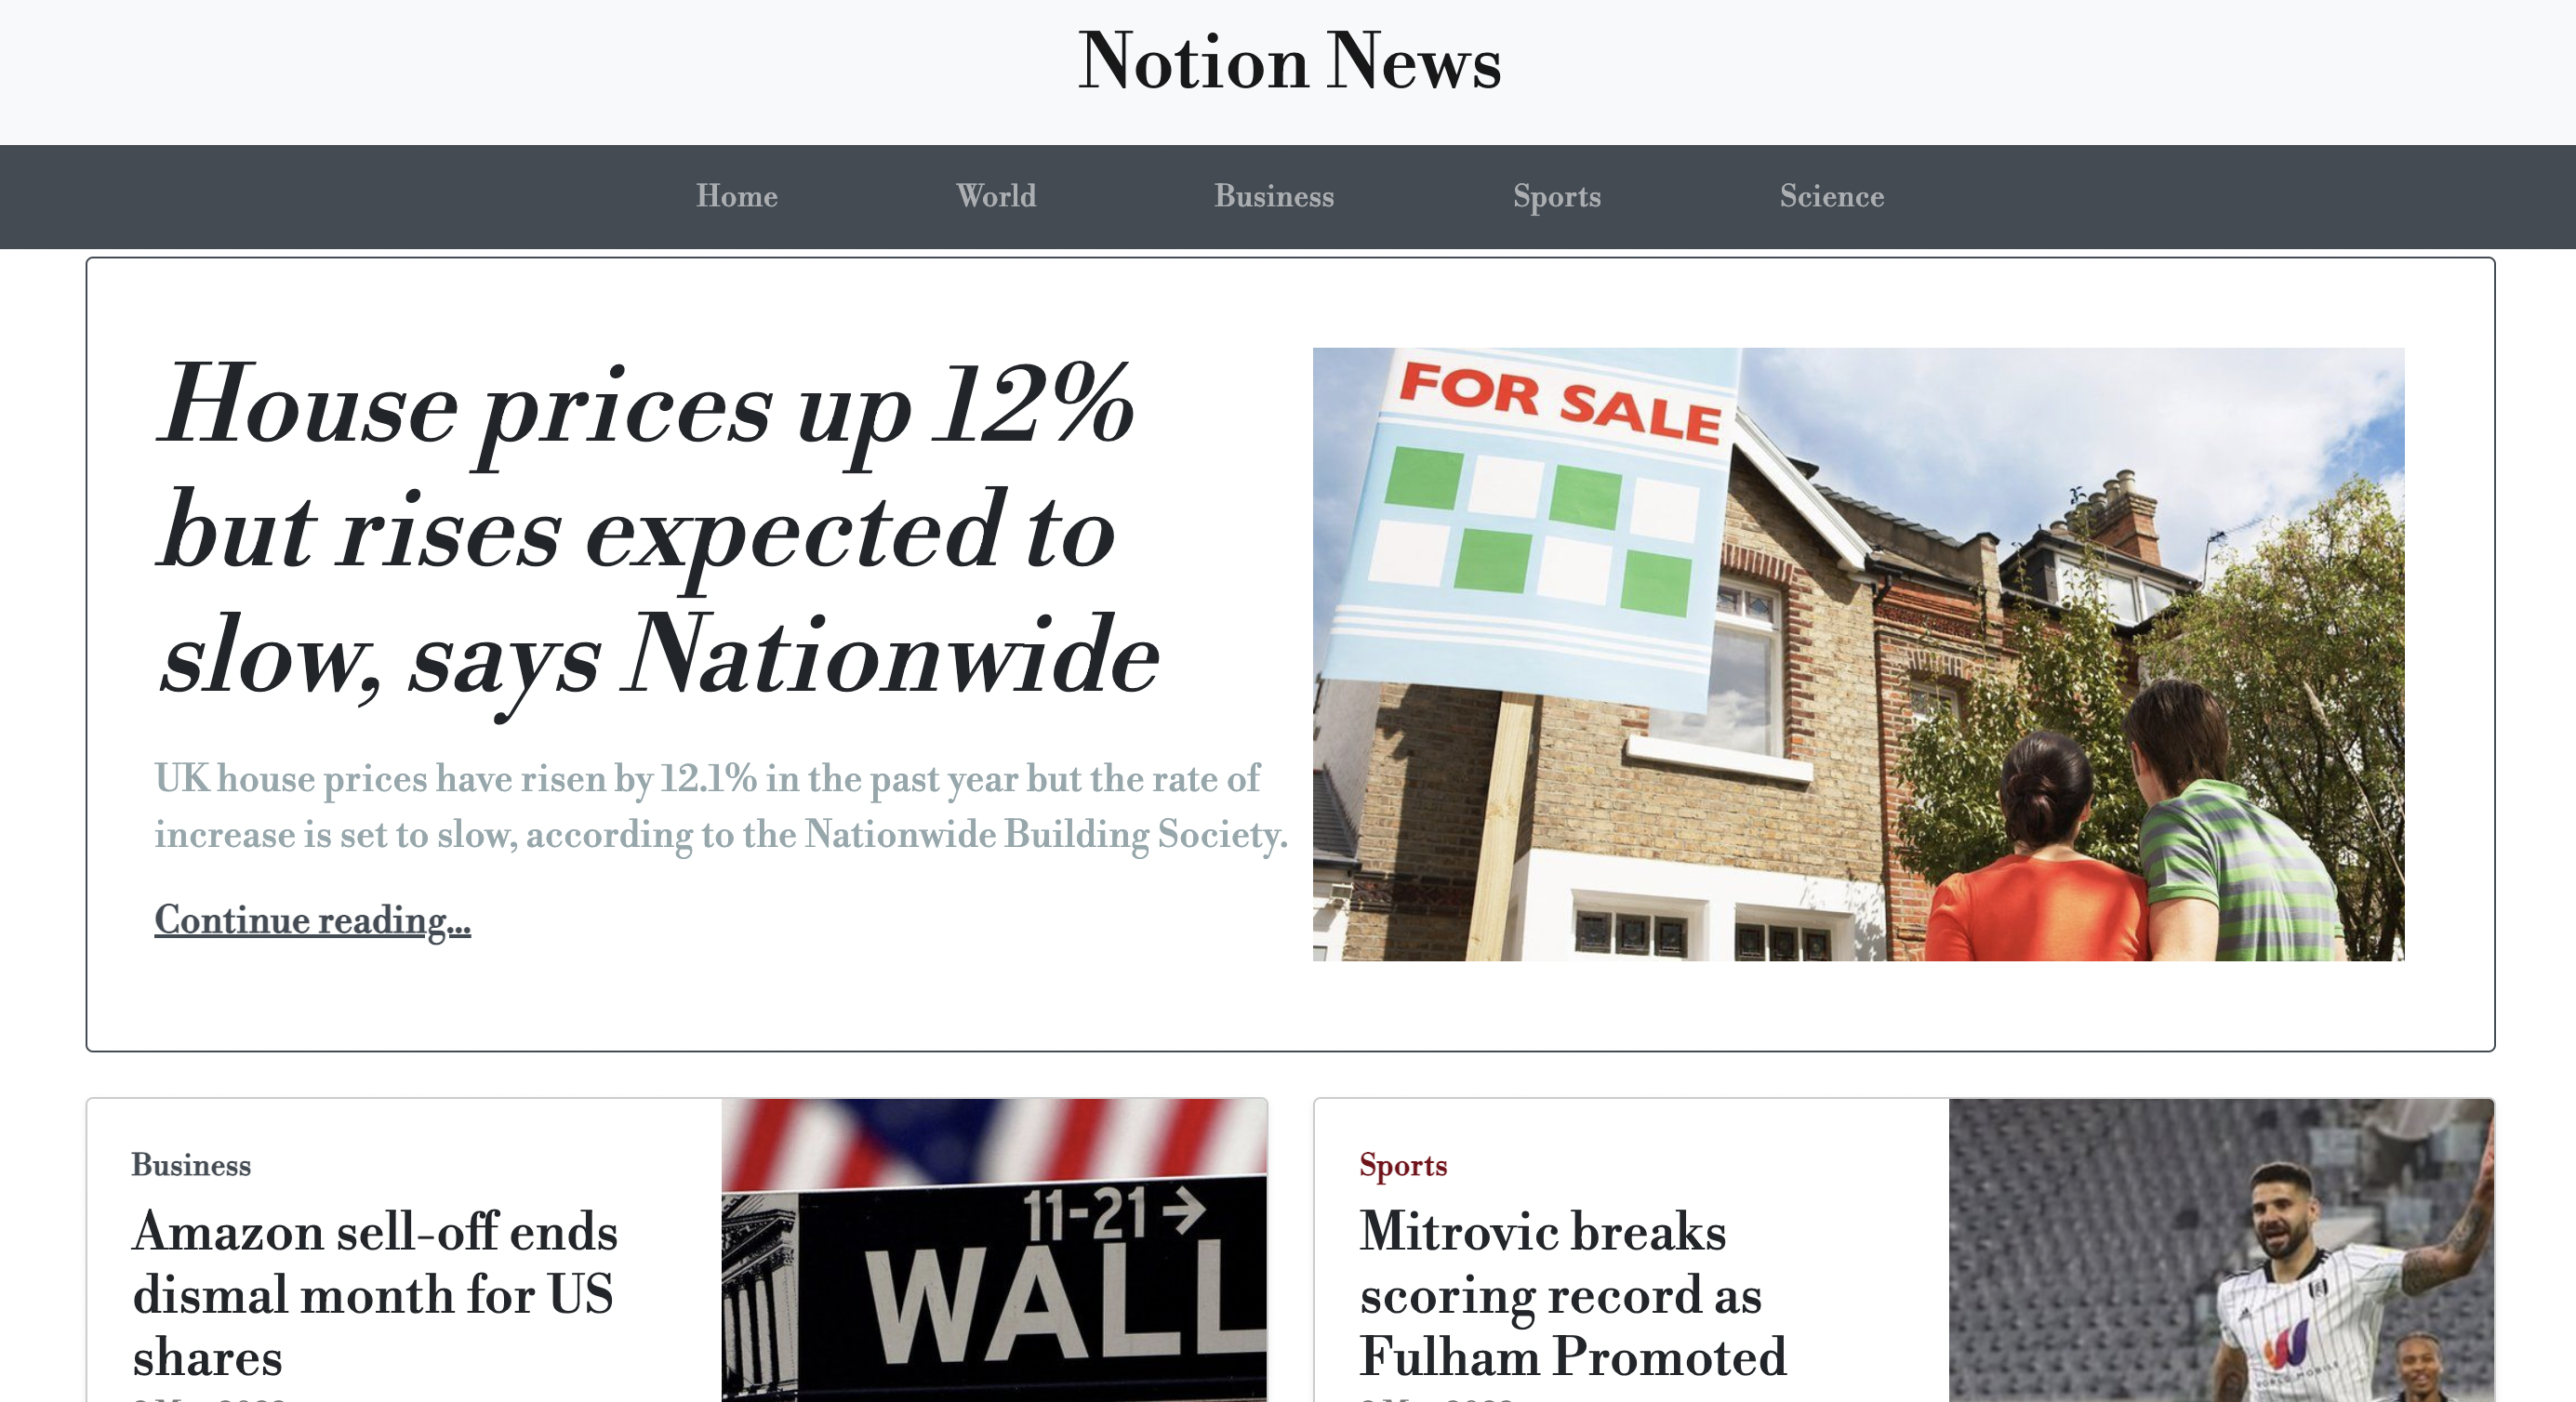 Notion News
Home World Business Sports Science
House prices up 12%
but rises expected to
slow, says Nationwide
UK house prices have risen by 12.1% in the past year but the rate of
increase is set to slow, according to the Nationwide Building Society.
Continue reading...
FOR SALE
Business
Amazon sell-off ends
dismal month for US
shares
11-21
WALL
Sports
Mitrovic breaks
scoring record as
Fulham Promoted